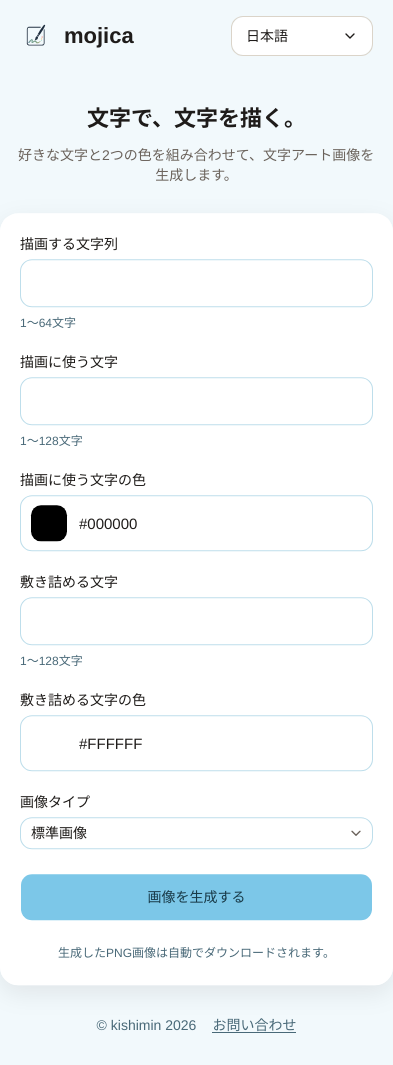 mojica
日本語
文字で、文字を描く。
好きな文字と2つの色を組み合わせて、文字アート画像を
生成します。
描画する文字列
1〜64文字
描画に使う文字
1〜128文字
描画に使う文字の色
#000000
敷き詰める文字
1〜128文字
敷き詰める文字の色
#FFFFFF
画像タイプ
標準画像
画像を生成する
生成したPNG画像は自動でダウンロードされます。
© kishimin 2026 お問い合わせ